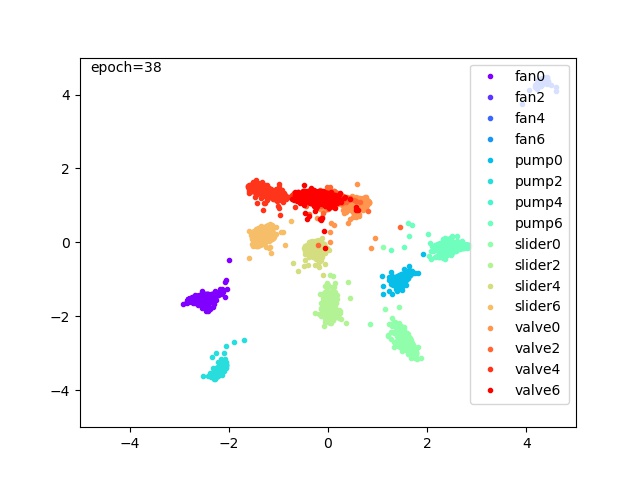 epoch=38
4
2
0
−2
−4
−4
−2
0
2
4
fan0
fan2
fan4
fan6
pump0
pump2
pump4
pump6
slider0
slider2
slider4
slider6
valve0
valve2
valve4
valve6